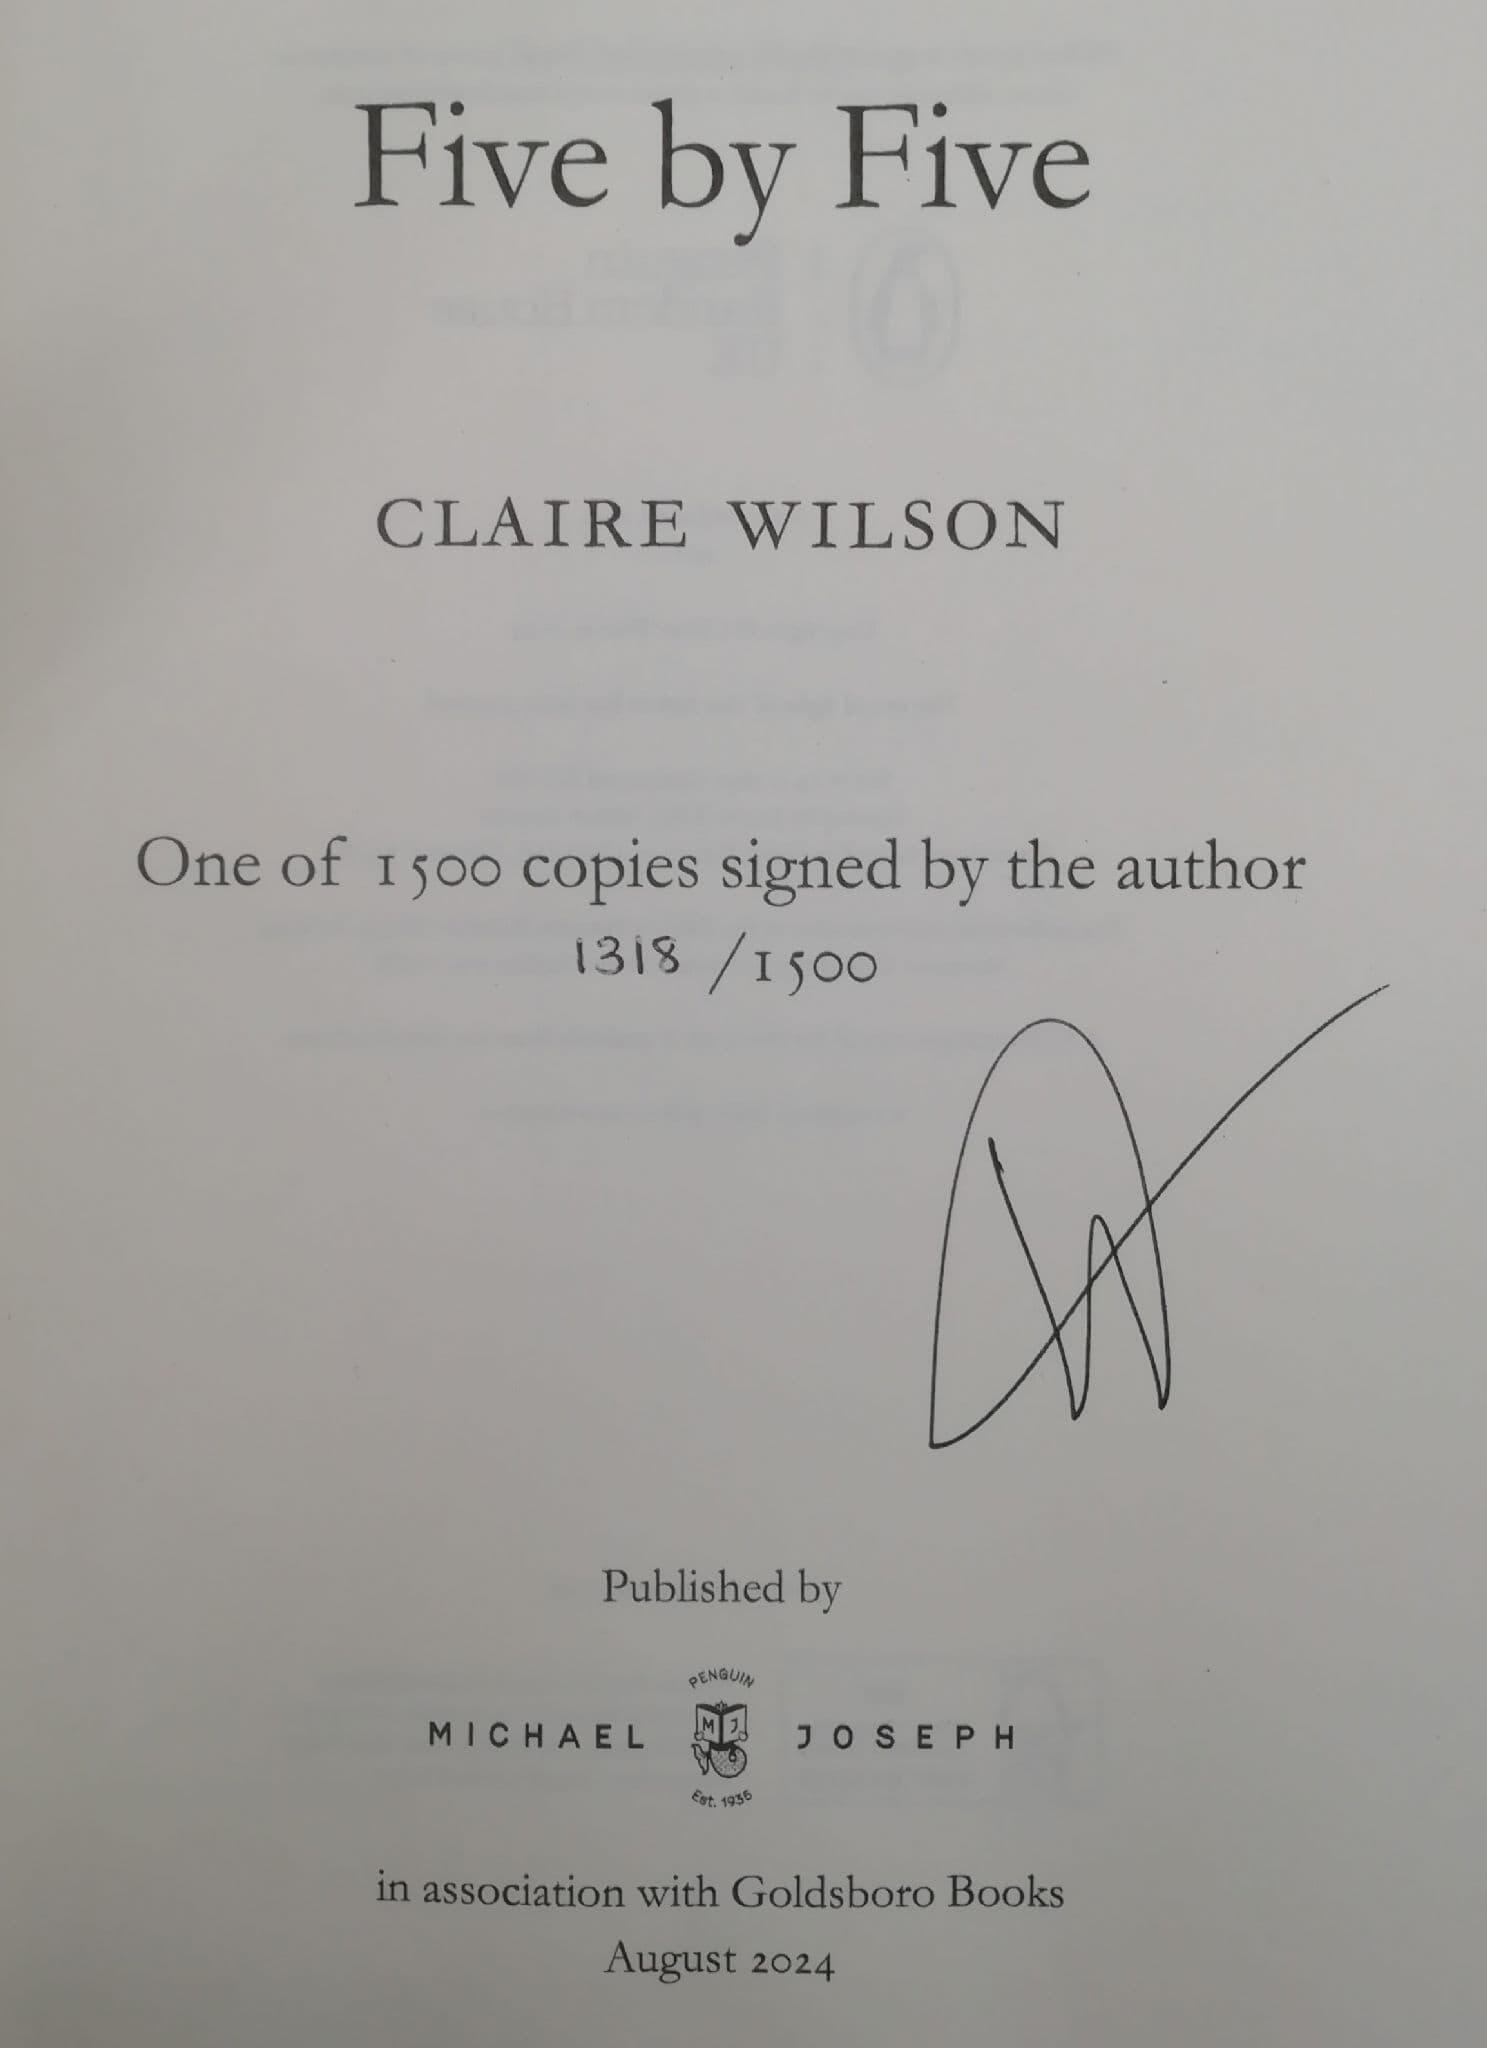 Five by Five
CLAIRE WILSON
One of 1500 copies signed by the author
1318 /1500
Published by
PENGUIN
MICHAEL MJ JOSEPH
Est. 1935
in association with Goldsboro Books
August 2024